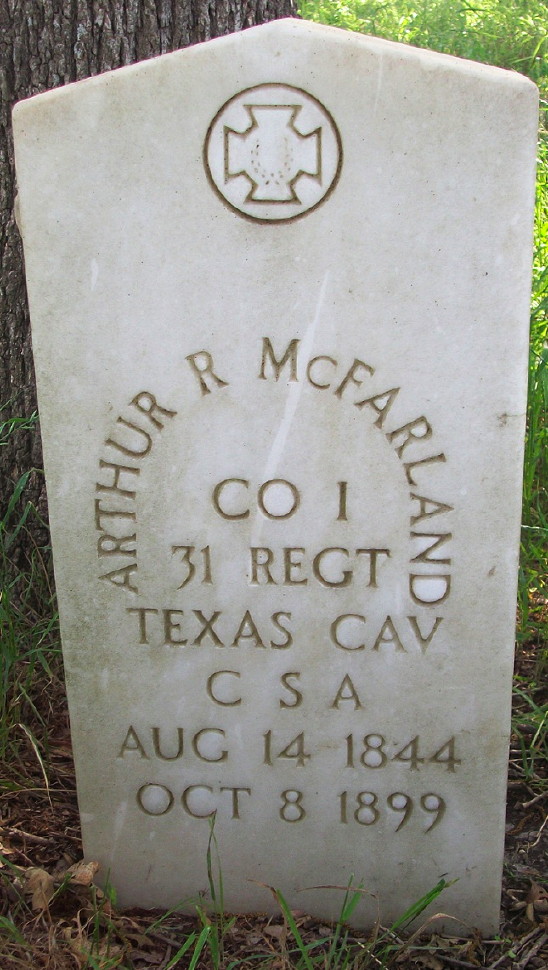 ARTHUR R McFARLAND
CO I
31 REGT
TEXAS CAV
C S A
AUG 14 1844
OCT 8 1899